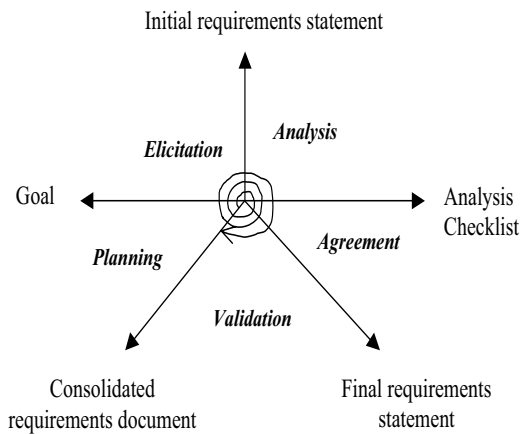 Initial requirements statement
Analysis
Elicitation
Goal
Analysis
Checklist
Agreement
Planning
Validation
Consolidated
requirements document
Final requirements
statement